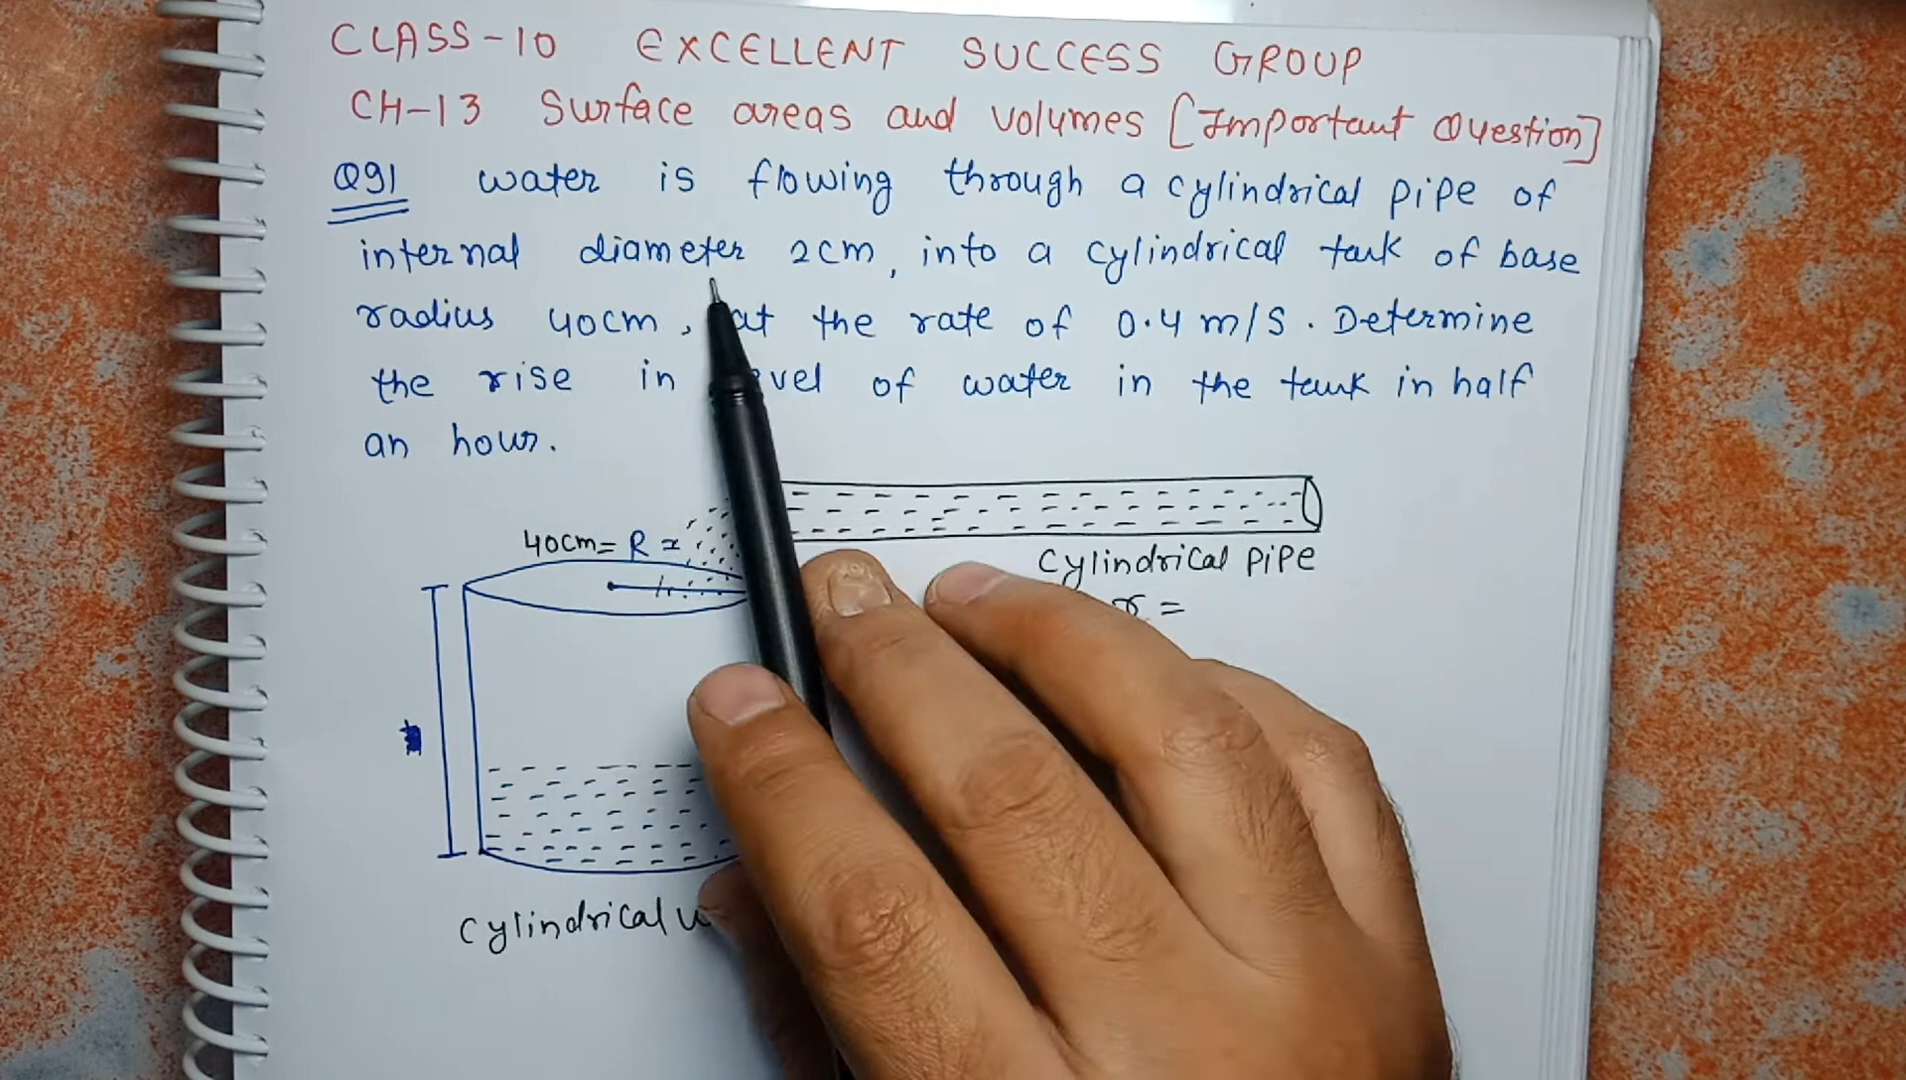 CLASS-10 EXCELLENT SUCCESS GROUP
CH-13 Surface areas and volumes [Important Question]
Q91 water is flowing through a cylindrical pipe of
internal diameter 2cm, into a cylindrical tank of base
radius 40cm, at the rate of 0.4 m/s. Determine
the rise in of water in the tank in half
an hour.
40cm= R =
cylindrical pipe
r =
cylindrical